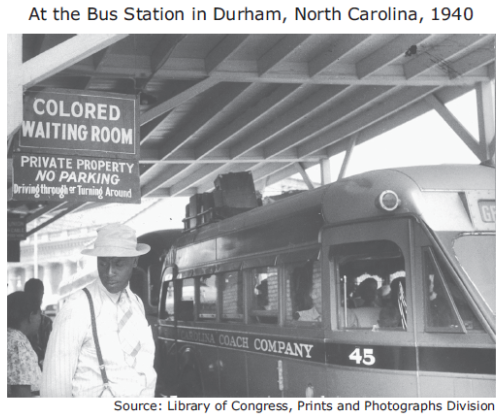 At the Bus Station in Durham, North Carolina, 1940
COLORED
WAITING ROOM
PRIVATE PROPERTY
NO PARKING
Driving through or Turning Around
LINA COACH COMPANY
45
Source: Library of Congress, Prints and Photographs Division